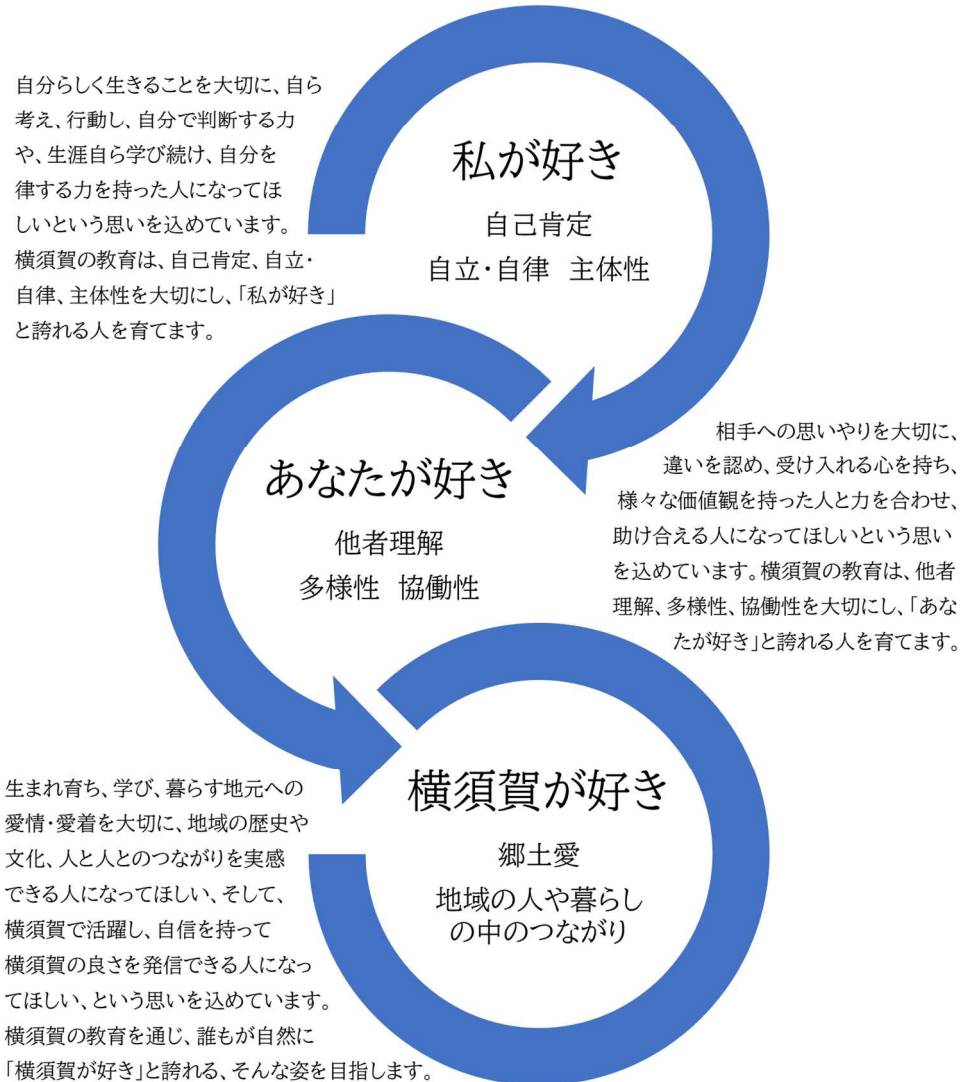 自分らしく生きることを大切に、自ら
考え、行動し、自分で判断する力
や、生涯自ら学び続け、自分を
律する力を持った人になってほ
しいという思いを込めています。
横須賀の教育は、自己肯定、自立・
自律、主体性を大切にし、「私が好き」
と誇れる人を育てます。
私が好き
自己肯定
自立・自律 主体性
あなたが好き
他者理解
多様性 協働性
相手への思いやりを大切に、
違いを認め、受け入れる心を持ち、
様々な価値観を持った人と力を合わせ、
助け合える人になってほしいという思い
を込めています。横須賀の教育は、他者
理解、多様性、協働性を大切にし、「あな
たが好き」と誇れる人を育てます。
横須賀が好き
郷土愛
地域の人や暮らし
の中のつながり
生まれ育ち、学び、暮らす地元への
愛情・愛着を大切に、地域の歴史や
文化、人と人とのつながりを実感
できる人になってほしい、そして、
横須賀で活躍し、自信を持って
横須賀の良さを発信できる人になっ
てほしい、という思いを込めています。
横須賀の教育を通じ、誰もが自然に
「横須賀が好き」と誇れる、そんな姿を目指します。